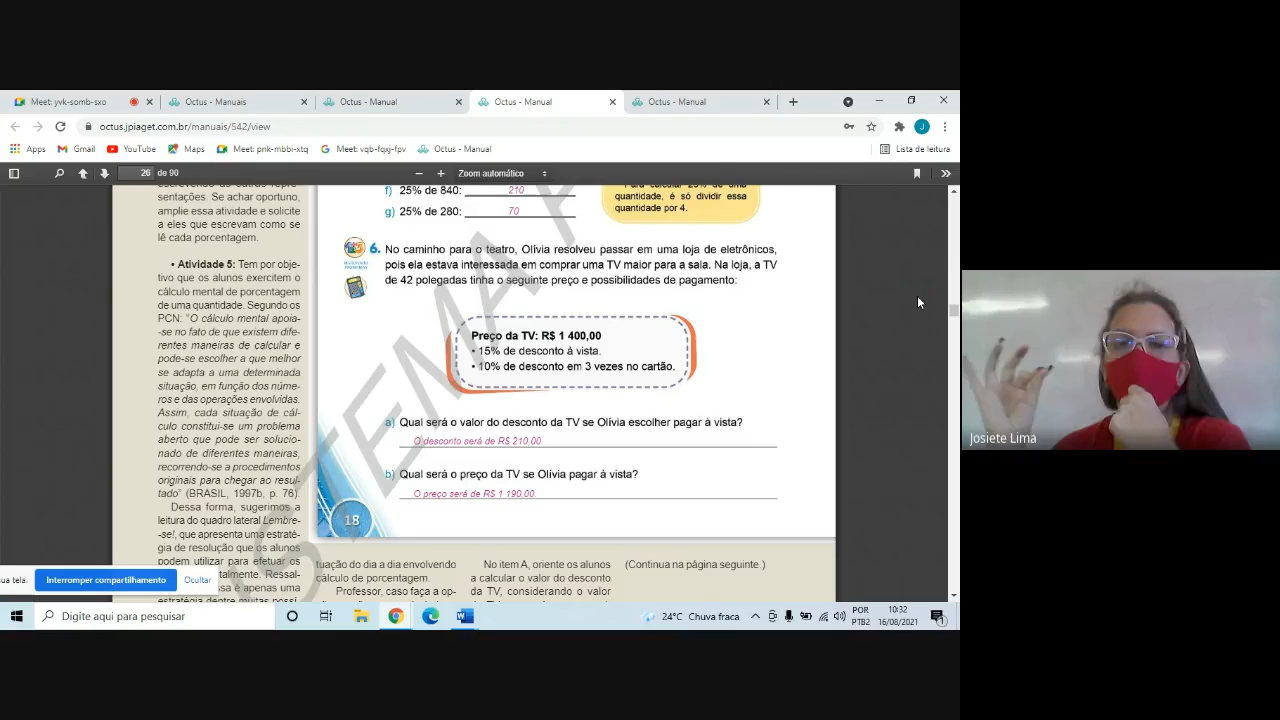 Meet: yvk-somb-sxo
Octus - Manuais
Octus - Manual
Octus - Manual
Octus - Manual
octus.jpiaget.com.br/manuais/542/view
J
Apps
Gmail
YouTube
Maps
Meet: pnk-mbbi-xtq
Meet: vqb-fqxj-fpv
Octus - Manual
Lista de leitura
26 de 90
Zoom automático
sentações. Se achar oportuno,
amplie essa atividade e solicite
a eles que escrevam como se
lê cada porcentagem.
• Atividade 5: Tem por obje-
tivo que os alunos exercitem o
cálculo mental de porcentagem
de uma quantidade. Segundo os
PCN: "O cálculo mental apoia-
-se no fato de que existem dife-
rentes maneiras de calcular e
pode-se escolher a que melhor
se adapta a uma determinada
situação, em função dos núme-
ros e das operações envolvidas.
Assim, cada situação de cál-
culo constitui-se um problema
aberto que pode ser solucio-
nado de diferentes maneiras,
recorrendo-se a procedimentos
originais para chegar ao resul-
tado" (BRASIL, 1997b, p. 76).
Dessa forma, sugerimos a
leitura do quadro lateral Lembre-
-se!, que apresenta uma estraté-
gia de resolução que os alunos
podem utilizar para efetuar os
talmente. Ressal-
sa é apenas uma
f) 25% de 840: 210
g) 25% de 280: 70
quantidade, é só dividir essa
quantidade por 4.
6. No caminho para o teatro, Olívia resolveu passar em uma loja de eletrônicos,
pois ela estava interessada em comprar uma TV maior para a sala. Na loja, a TV
de 42 polegadas tinha o seguinte preço e possibilidades de pagamento:
Preço da TV: R$ 1 400,00
• 15% de desconto à vista.
• 10% de desconto em 3 vezes no cartão.
a) Qual será o valor do desconto da TV se Olívia escolher pagar à vista?
O desconto será de R$ 210,00.
b) Qual será o preço da TV se Olívia pagar à vista?
O preço será de R$ 1 190,00.
18
SISTEMA
tuação do dia a dia envolvendo
cálculo de porcentagem.
Professor, caso faça a op-
No item A, oriente os alunos
a calcular o valor do desconto
da TV, considerando o valor
(Continua na página seguinte.)
sua tela.
Interromper compartilhamento
Ocultar
Digite aqui para pesquisar
24°C Chuva fraca
POR
PTB2
10:32
16/08/2021
1
Josiete Lima